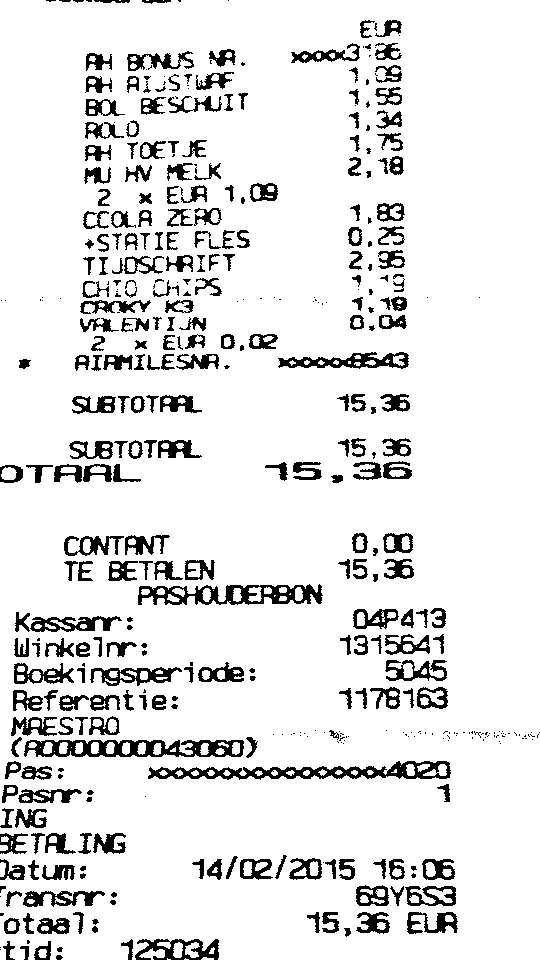 EUR
AH BONUS NR. xxxxx3186
AH RIJSTWAF 1,09
BOL BESCHUIT 1,55
ROLO 1,34
AH TOETJE 1,75
MU HV MELK 2,18
2 x EUR 1,09
CCOLA ZERO 1,83
+STATIE FLES 0,25
TIJDSCHRIFT 2,95
CHIO CHIPS 1,19
CROKY K3 1,19
VALENTIJN 0,04
2 x EUR 0,02
* AIRMILESNR. xxxxxx8543
SUBTOTAAL 15,36
SUBTOTAAL 15,36
OTAAL 15,36
CONTANT 0,00
TE BETALEN 15,36
PASHOUDERBON
Kassanr: 04P413
Winkelnr: 1315641
Boekingsperiode: 5045
Referentie: 1178163
MAESTRO
(A0000000043060)
Pas: xxxxxxxxxxxxxxxxx4020
Pasnr: 1
ING
BETALING
Datum: 14/02/2015 16:06
Transnr: 69Y6S3
Totaal: 15,36 EUR
tid: 125034